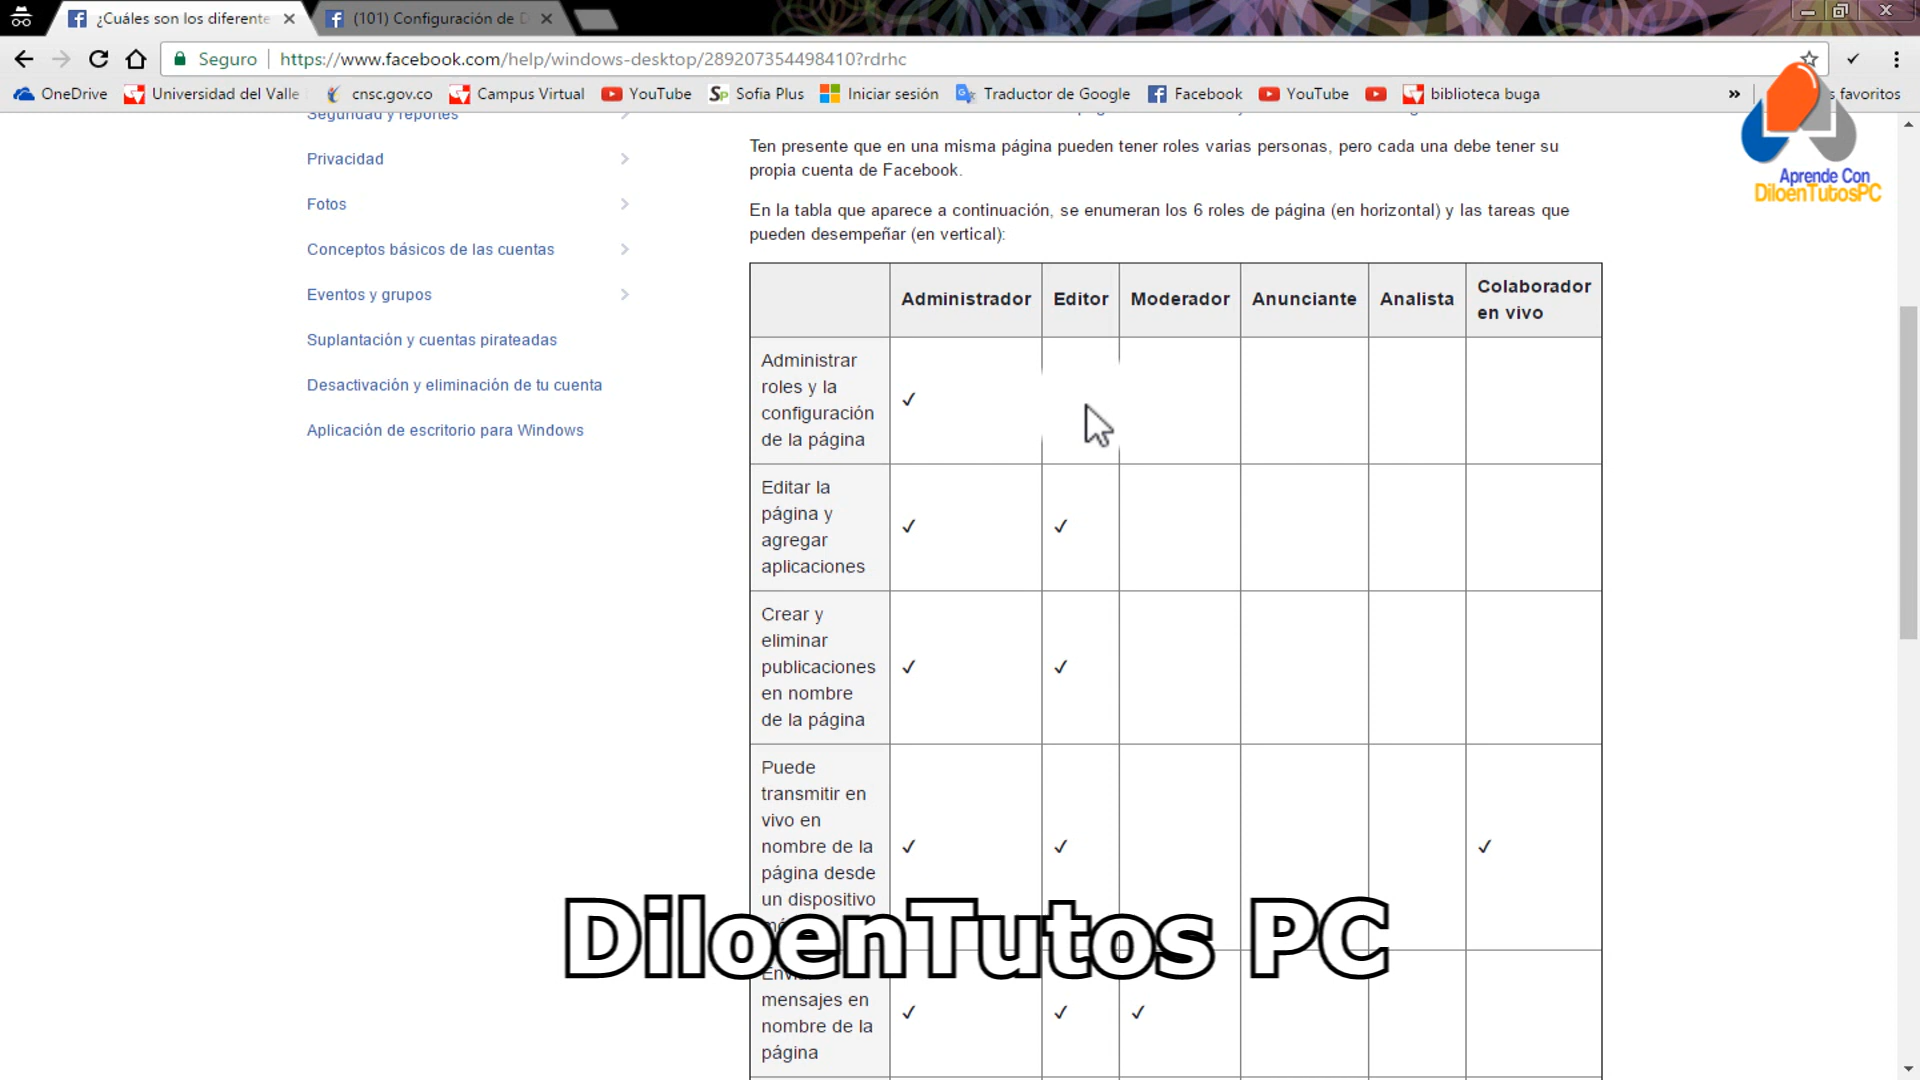 ¿Cuáles son los diferente
(101) Configuración de D
Seguro
https://www.facebook.com/help/windows-desktop/289207354498410?rdrhc
OneDrive
Universidad del Valle
cnsc.gov.co
Campus Virtual
YouTube
Sofia Plus
Iniciar sesión
Traductor de Google
Facebook
YouTube
biblioteca buga
»
s favoritos
Aprende Con
DiloenTutosPC
Seguridad y reportes
Privacidad
Fotos
Conceptos básicos de las cuentas
Eventos y grupos
Suplantación y cuentas pirateadas
Desactivación y eliminación de tu cuenta
Aplicación de escritorio para Windows
Ten presente que en una misma página pueden tener roles varias personas, pero cada una debe tener su
propia cuenta de Facebook.
En la tabla que aparece a continuación, se enumeran los 6 roles de página (en horizontal) y las tareas que
pueden desempeñar (en vertical):
Administrador
Editor
Moderador
Anunciante
Analista
Colaborador
en vivo
Administrar
roles y la
configuración
de la página
✓
Editar la
página y
agregar
aplicaciones
✓ ✓
Crear y
eliminar
publicaciones
en nombre
de la página
✓ ✓
Puede
transmitir en
vivo en
nombre de la
página desde
un dispositivo
✓ ✓ ✓
DiloenTutos PC
mensajes en
nombre de la
página
✓ ✓ ✓